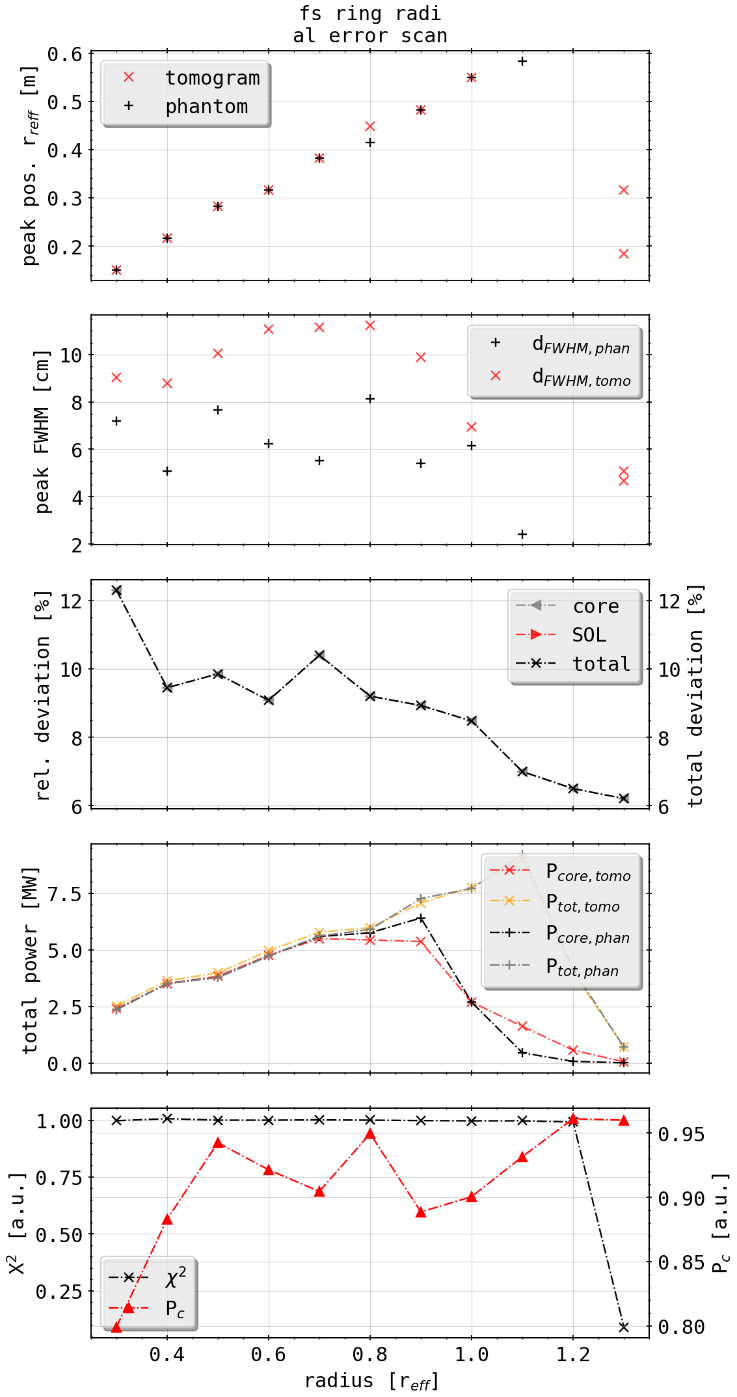 fs ring radi
al error scan
peak pos. r_reff [m]
0.6
0.5
0.4
0.3
0.2
tomogram
phantom
peak FWHM [cm]
10
8
6
4
2
d_FWHM,phan
d_FWHM,tomo
rel. deviation [%]
12
10
8
6
core
SOL
total
12
10
8
6
total deviation [%]
total power [MW]
7.5
5.0
2.5
0.0
P_core,tomo
P_tot,tomo
P_core,phan
P_tot,phan
X² [a.u.]
1.00
0.75
0.50
0.25
χ²
P_c
0.95
0.90
0.85
0.80
P_c [a.u.]
0.4 0.6 0.8 1.0 1.2
radius [r_eff]